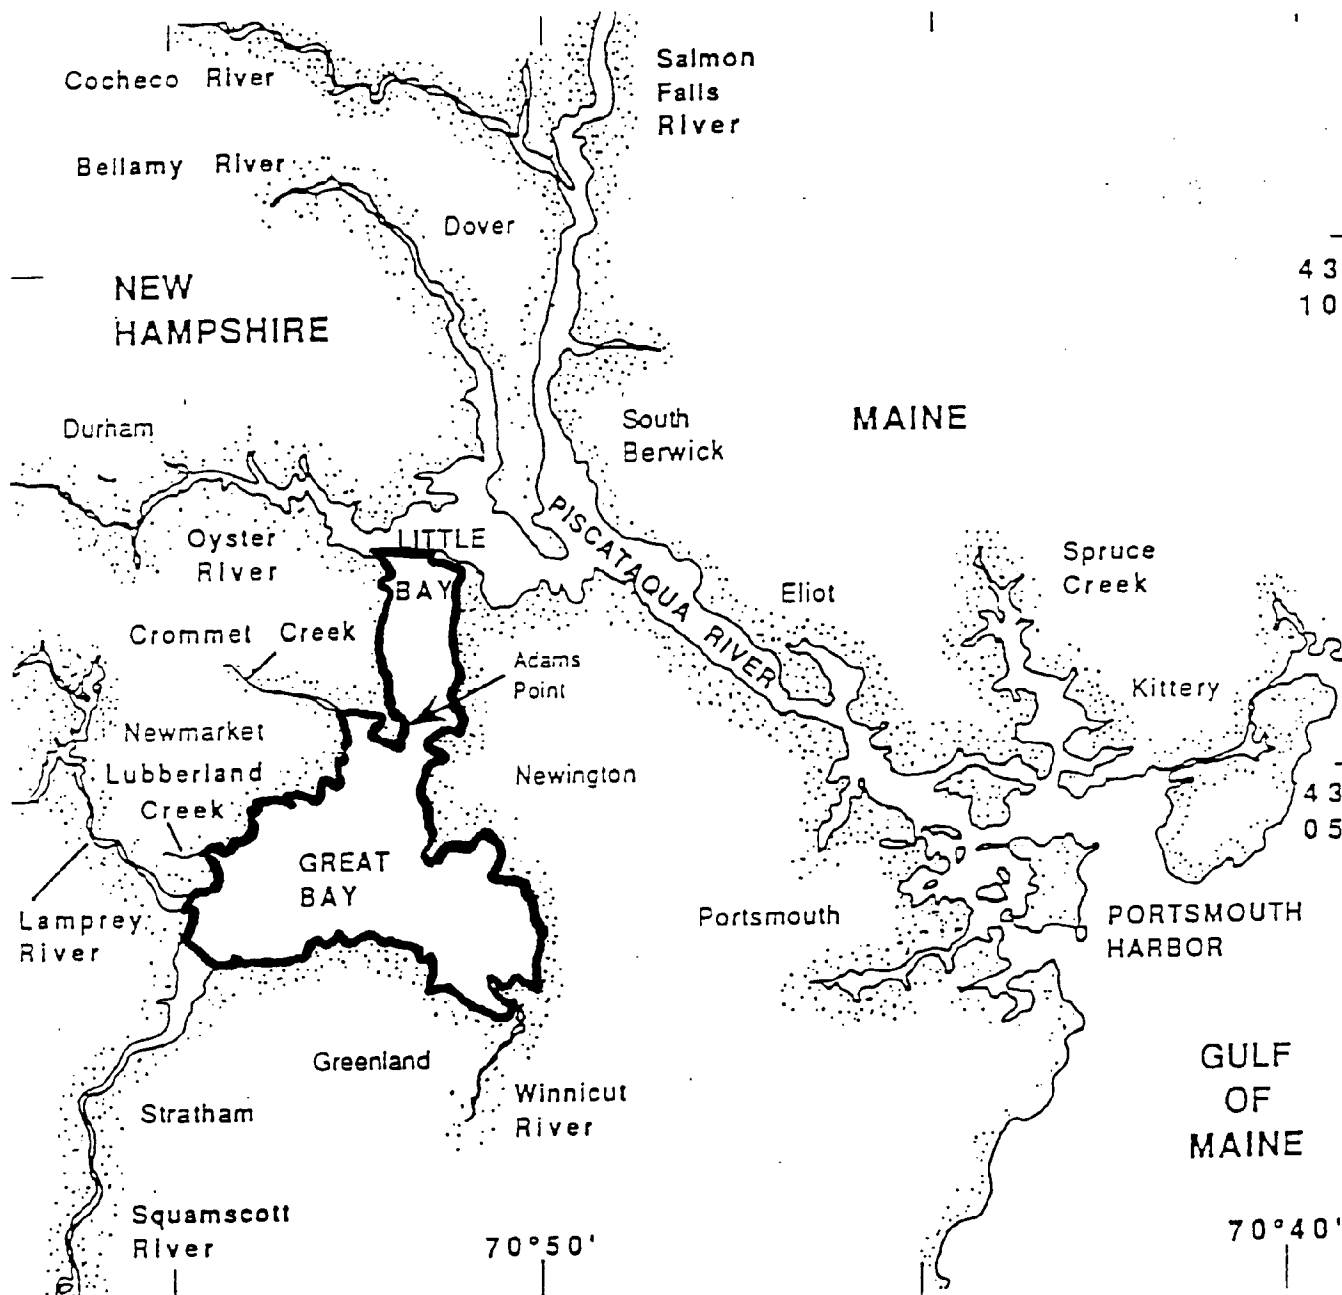 Cocheco River
Salmon
Falls
River
Bellamy River
Dover
NEW
HAMPSHIRE
43
10
Durham
South
Berwick
MAINE
Oyster
River
LITTLE
BAY
PISCATAQUA RIVER
Eliot
Spruce
Creek
Crommet Creek
Adams
Point
Kittery
Newmarket
Lubberland
Creek
Newington
43
05
GREAT
BAY
Lamprey
River
Portsmouth
PORTSMOUTH
HARBOR
Greenland
Winnicut
River
GULF
OF
MAINE
Stratham
Squamscott
River
70°50'
70°40'